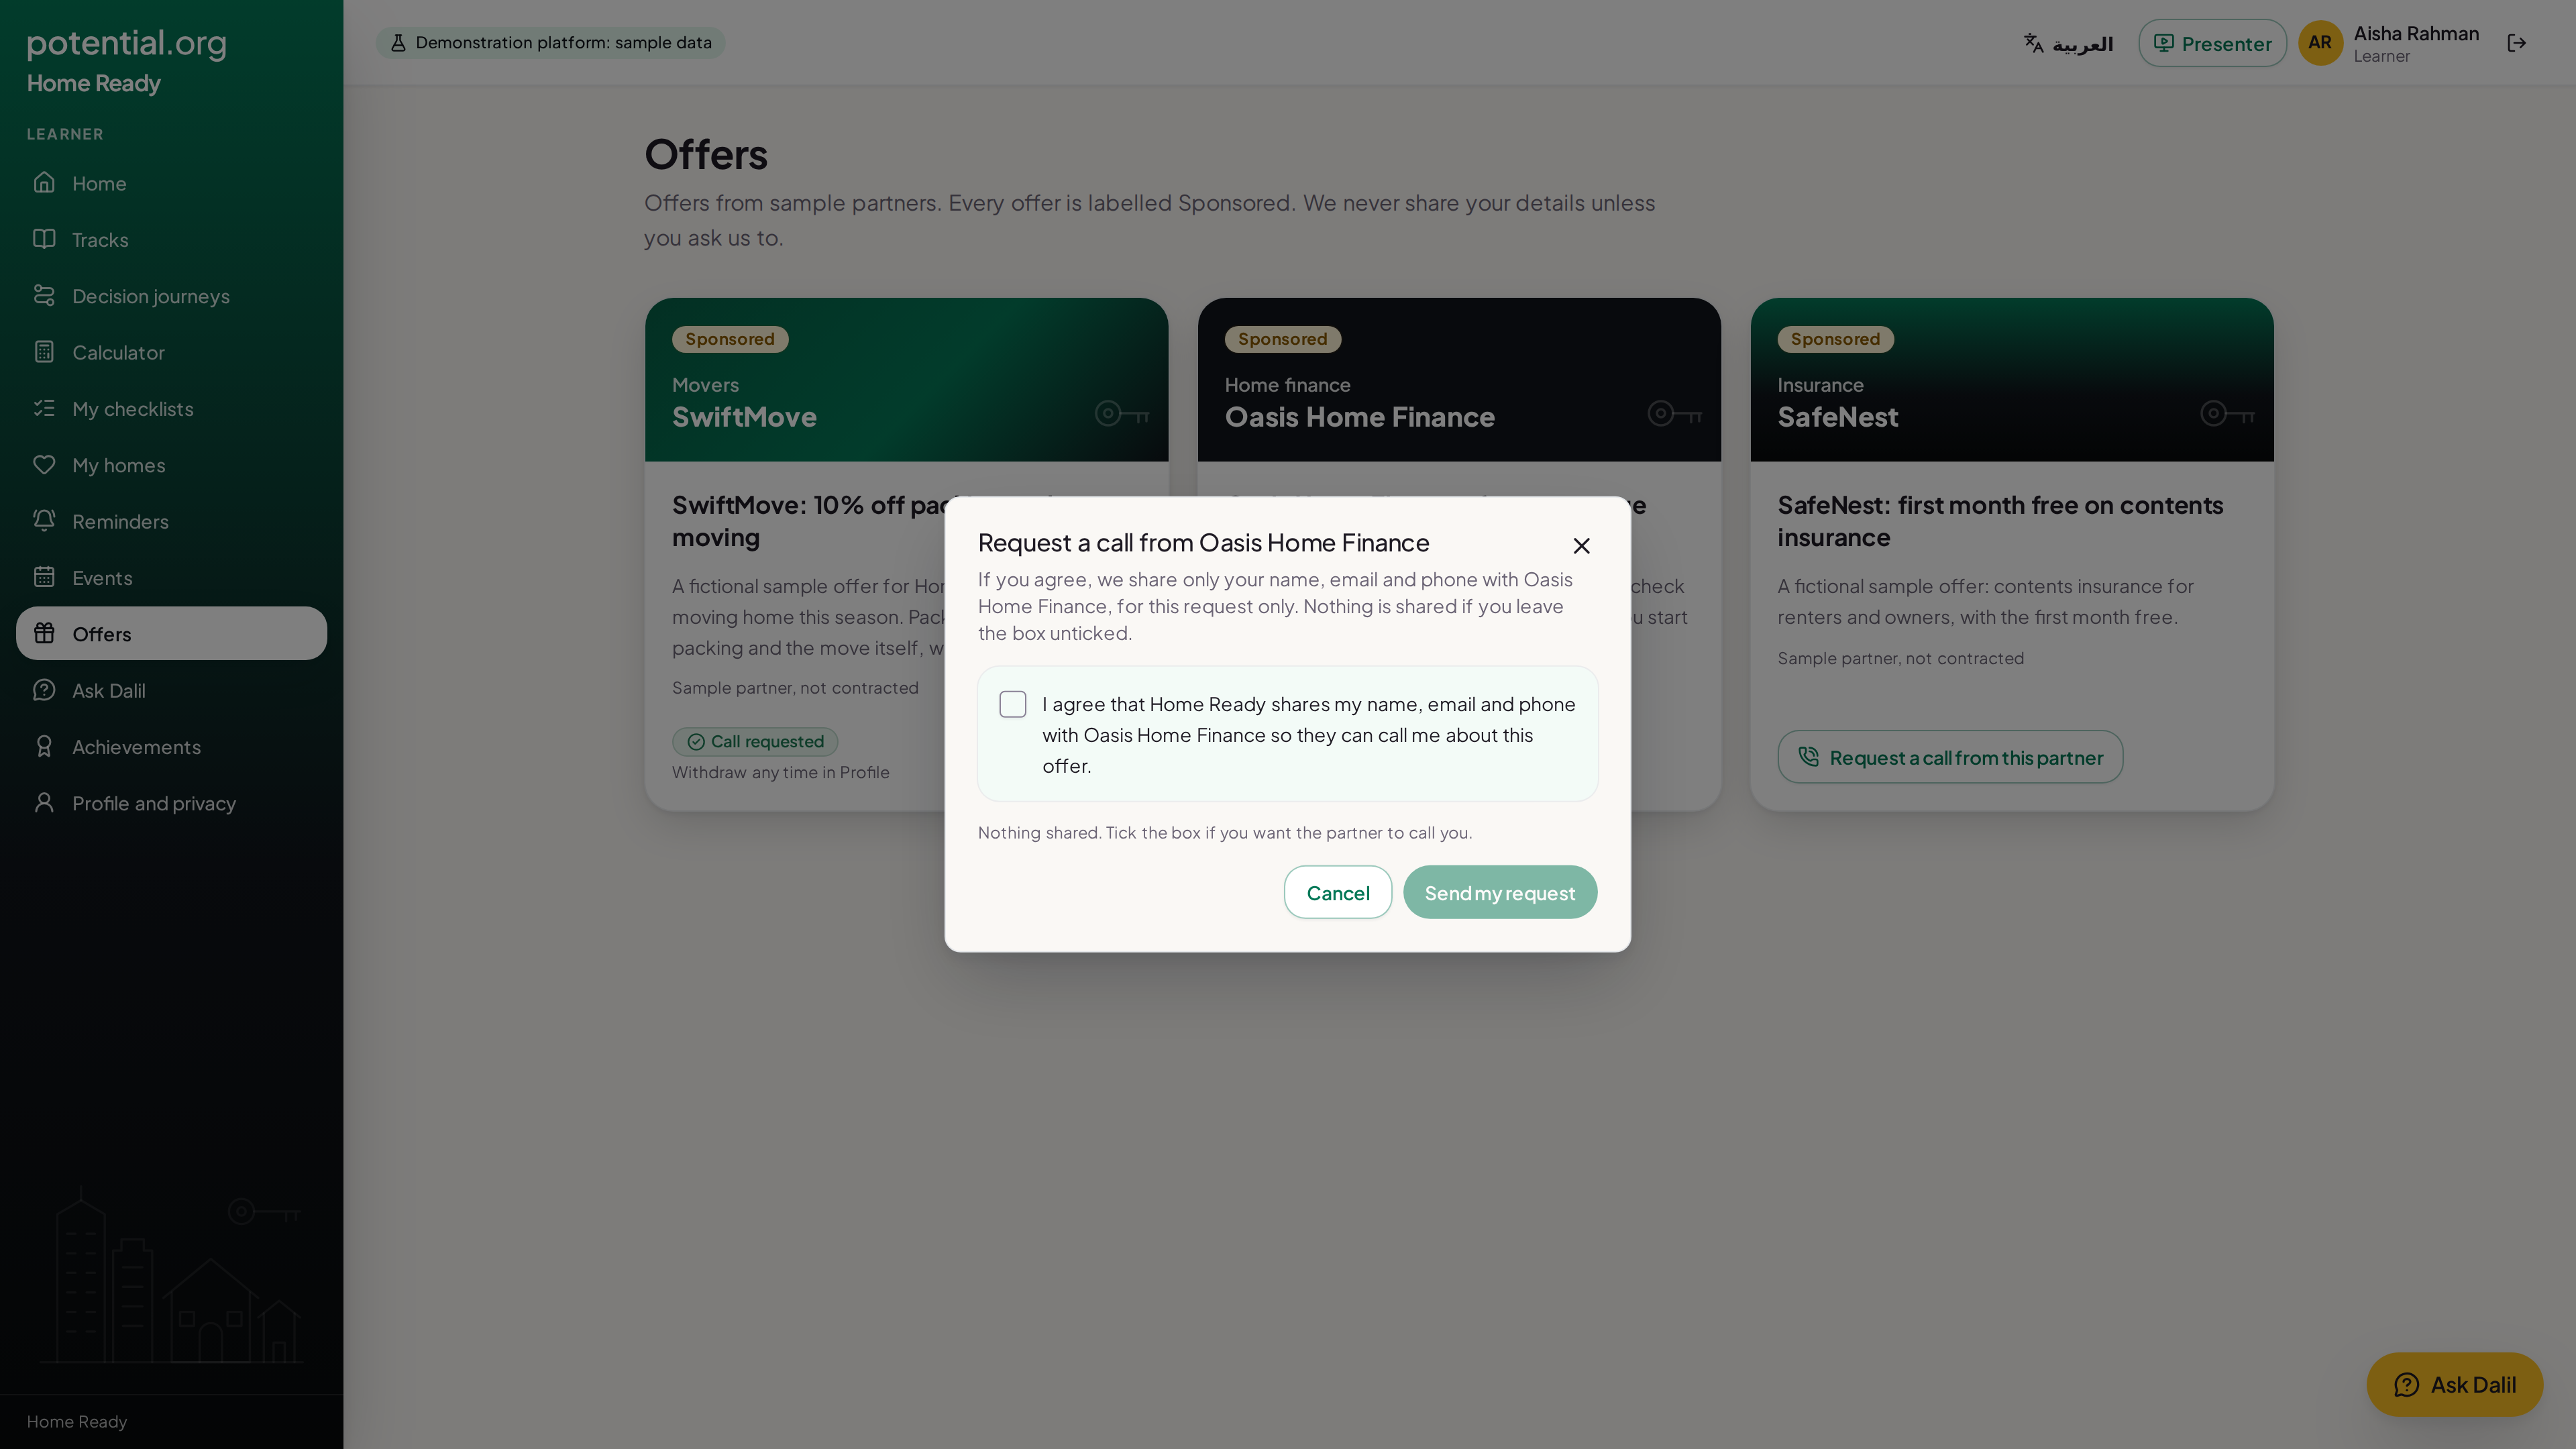 potential.org
Home Ready
LEARNER
Home
Tracks
Decision journeys
Calculator
My checklists
My homes
Reminders
Events
Offers
Ask Dalil
Achievements
Profile and privacy
Home Ready
Demonstration platform: sample data
العربية
Presenter
AR
Aisha Rahman
Learner
Offers
Offers from sample partners. Every offer is labelled Sponsored. We never share your details unless
you ask us to.
Sponsored
Movers
SwiftMove
SwiftMove: 10% off
moving
A fictional sample offer for
moving home this season.
packing and the move itself,
Sample partner, not contracted
Call requested
Withdraw any time in Profile
Sponsored
Home finance
Oasis Home Finance
check
start
Sponsored
Insurance
SafeNest
SafeNest: first month free on contents
insurance
A fictional sample offer: contents insurance for
renters and owners, with the first month free.
Sample partner, not contracted
Request a call from this partner
Request a call from Oasis Home Finance
If you agree, we share only your name, email and phone with Oasis
Home Finance, for this request only. Nothing is shared if you leave
the box unticked.
I agree that Home Ready shares my name, email and phone
with Oasis Home Finance so they can call me about this
offer.
Nothing shared. Tick the box if you want the partner to call you.
Cancel
Send my request
Ask Dalil